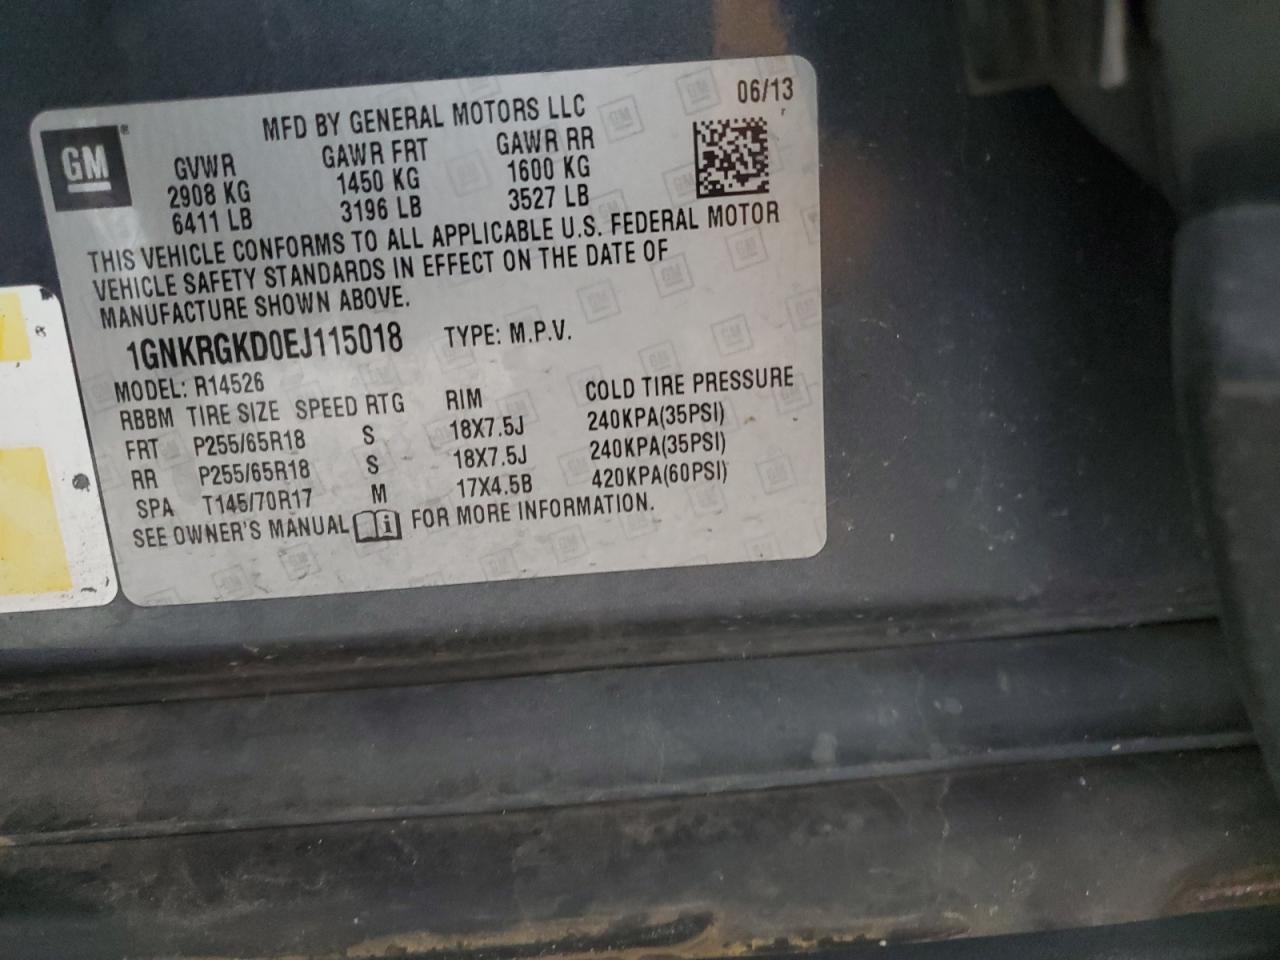 06/13
MFD BY GENERAL MOTORS LLC
GM
GVWR GAWR FRT GAWR RR
2908 KG 1450 KG 1600 KG
6411 LB 3196 LB 3527 LB
THIS VEHICLE CONFORMS TO ALL APPLICABLE U.S. FEDERAL MOTOR
VEHICLE SAFETY STANDARDS IN EFFECT ON THE DATE OF
MANUFACTURE SHOWN ABOVE.
1GNKRGKD0EJ115018 TYPE: M.P.V.
MODEL: R14526
RBBM TIRE SIZE SPEED RTG RIM COLD TIRE PRESSURE
FRT P255/65R18 S 18X7.5J 240KPA(35PSI)
RR P255/65R18 S 18X7.5J 240KPA(35PSI)
SPA T145/70R17 M 17X4.5B 420KPA(60PSI)
SEE OWNER'S MANUAL i FOR MORE INFORMATION.